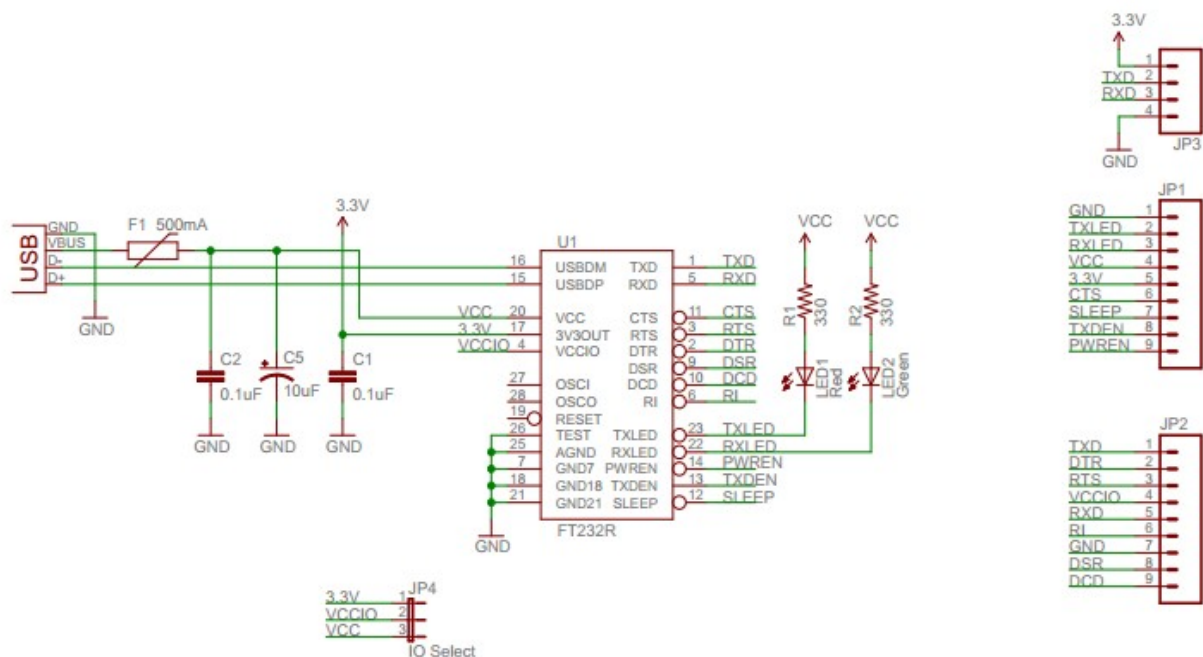 3.3V
1
TXD 2
RXD 3
4
GND
JP3
USB
GND
VBUS
D-
D+
F1 500mA
GND
3.3V
C2
0.1uF
GND
C5
+
10uF
GND
C1
0.1uF
GND
U1
16 USBDM TXD 1 TXD
15 USBDP RXD 5 RXD
VCC 20 VCC CTS 11 CTS
3.3V 17 3V3OUT RTS 3 RTS
VCCIO 4 VCCIO DTR 2 DTR
DSR 9 DSR
27 OSCI DCD 10 DCD
28 OSCO RI 6 RI
19 RESET
26 TEST TXLED 23 TXLED
25 AGND RXLED 22 RXLED
7 GND7 PWREN 14 PWREN
18 GND18 TXDEN 13 TXDEN
21 GND21 SLEEP 12 SLEEP
FT232R
GND
VCC
R1
330
LED1
Red
VCC
R2
330
LED2
Green
JP1
GND 1
TXLED 2
RXLED 3
VCC 4
3.3V 5
CTS 6
SLEEP 7
TXDEN 8
PWREN 9
JP2
TXD 1
DTR 2
RTS 3
VCCIO 4
RXD 5
RI 6
GND 7
DSR 8
DCD 9
JP4
3.3V 1
VCCIO 2
VCC 3
IO Select